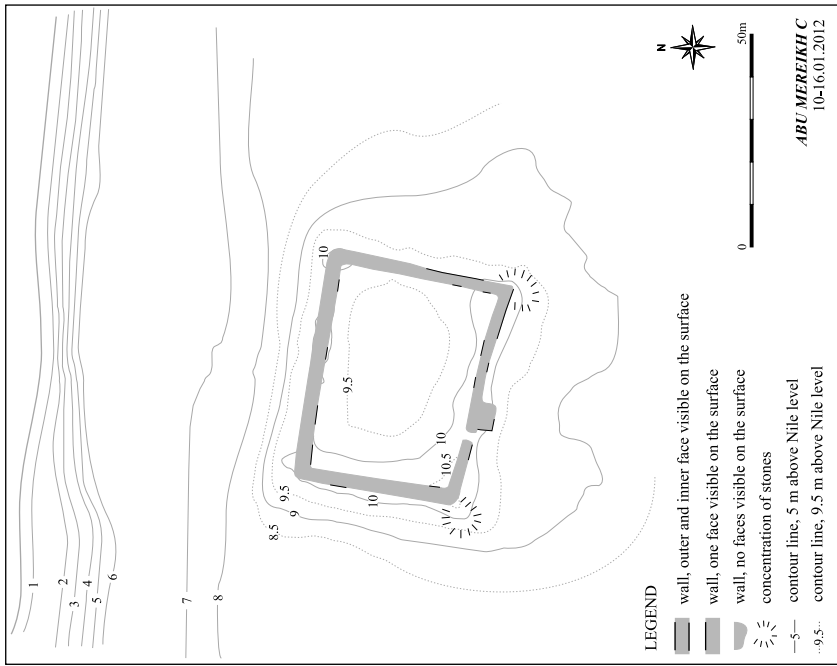 1
2
3
4
5
6
7
8
8.5
9
9.5
10
10
9.5
10
10.5
N
0
50m
ABU MEREIKH C
10-16.01.2012
LEGEND
wall, outer and inner face visible on the surface
wall, one face visible on the surface
wall, no faces visible on the surface
concentration of stones
—5— contour line, 5 m above Nile level
··9.5·· contour line, 9.5 m above Nile level